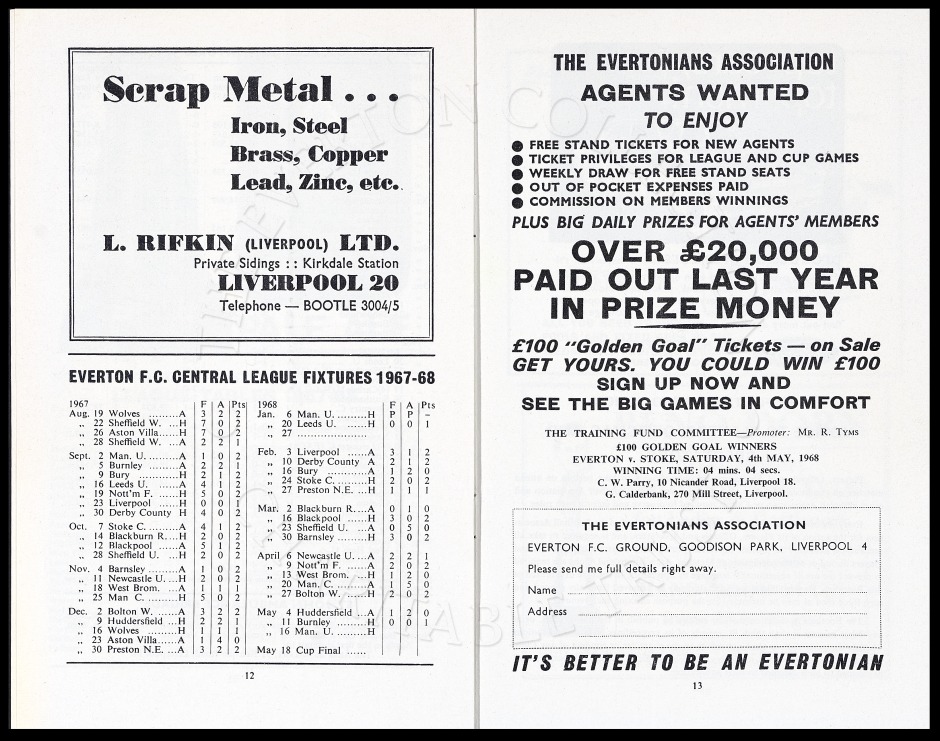 Scrap Metal . . .
Iron, Steel
Brass, Copper
Lead, Zinc, etc.
L. RIFKIN (LIVERPOOL) LTD.
Private Sidings : : Kirkdale Station
LIVERPOOL 20
Telephone — BOOTLE 3004/5
EVERTON F.C. CENTRAL LEAGUE FIXTURES 1967-68
1967 F A Pts
Aug. 19 Wolves .........A 3 2 2
„ 22 Sheffield W. ...H 7 0 2
„ 26 Aston Villa......H 7 0 2
„ 28 Sheffield W. ...A 2 2 1
Sept. 2 Man. U. .........A 1 0 2
„ 5 Burnley .........A 2 2 1
„ 9 Bury ............H 2 1 2
„ 16 Leeds U. ......A 4 1 2
„ 19 Nott'm F. ......H 5 0 2
„ 23 Liverpool ......H 0 0 1
„ 30 Derby County H 4 0 2
Oct. 7 Stoke C. .........A 4 1 2
„ 14 Blackburn R....H 2 0 2
„ 12 Blackpool ......A 5 1 2
„ 28 Sheffield U. ...H 2 0 2
Nov. 4 Barnsley .........A 1 0 2
„ 11 Newcastle U. ...H 2 0 2
„ 18 West Brom. ...A 1 1 1
„ 25 Man C. .........H 5 0 2
Dec. 2 Bolton W. ......A 3 2 2
„ 9 Huddersfield ...H 2 2 1
„ 16 Wolves .........H 1 1 1
„ 23 Aston Villa......A 1 4 0
„ 30 Preston N.E. ...A 3 2 2
1968 F A Pts
Jan. 6 Man. U. .........H P P –
„ 20 Leeds U. ......H 0 0 1
„ 27 ........................
Feb. 3 Liverpool ......A 3 1 2
„ 10 Derby County A 2 1 2
„ 16 Bury ............A 1 2 0
„ 24 Stoke C. .........H 2 0 2
„ 27 Preston N.E. ...H 1 1 1
Mar. 2 Blackburn R....A 0 1 0
„ 16 Blackpool ......H 3 0 2
„ 23 Sheffield U. ...A 0 5 0
„ 30 Barnsley .........H 3 0 2
April 6 Newcastle U. ...A 2 2 1
„ 9 Nott'm F. ......A 2 0 2
„ 13 West Brom. ...H 1 2 0
„ 20 Man. C. .........A 1 5 0
„ 27 Bolton W. ......H 2 0 2
May 4 Huddersfield ...A 1 2 0
„ 11 Burnley .........H 0 0 1
„ 16 Man. U. .........H
May 18 Cup Final ......
12
THE EVERTONIANS ASSOCIATION
AGENTS WANTED
TO ENJOY
● FREE STAND TICKETS FOR NEW AGENTS
● TICKET PRIVILEGES FOR LEAGUE AND CUP GAMES
● WEEKLY DRAW FOR FREE STAND SEATS
● OUT OF POCKET EXPENSES PAID
● COMMISSION ON MEMBERS WINNINGS
PLUS BIG DAILY PRIZES FOR AGENTS' MEMBERS
OVER £20,000
PAID OUT LAST YEAR
IN PRIZE MONEY
£100 "Golden Goal" Tickets — on Sale
GET YOURS. YOU COULD WIN £100
SIGN UP NOW AND
SEE THE BIG GAMES IN COMFORT
THE TRAINING FUND COMMITTEE—Promoter: MR. R. TYMS
£100 GOLDEN GOAL WINNERS
EVERTON v. STOKE, SATURDAY, 4th MAY, 1968
WINNING TIME: 04 mins. 04 secs.
C. W. Parry, 10 Nicander Road, Liverpool 18.
G. Calderbank, 270 Mill Street, Liverpool.
THE EVERTONIANS ASSOCIATION
EVERTON F.C. GROUND, GOODISON PARK, LIVERPOOL 4
Please send me full details right away.
Name
Address
IT'S BETTER TO BE AN EVERTONIAN
13